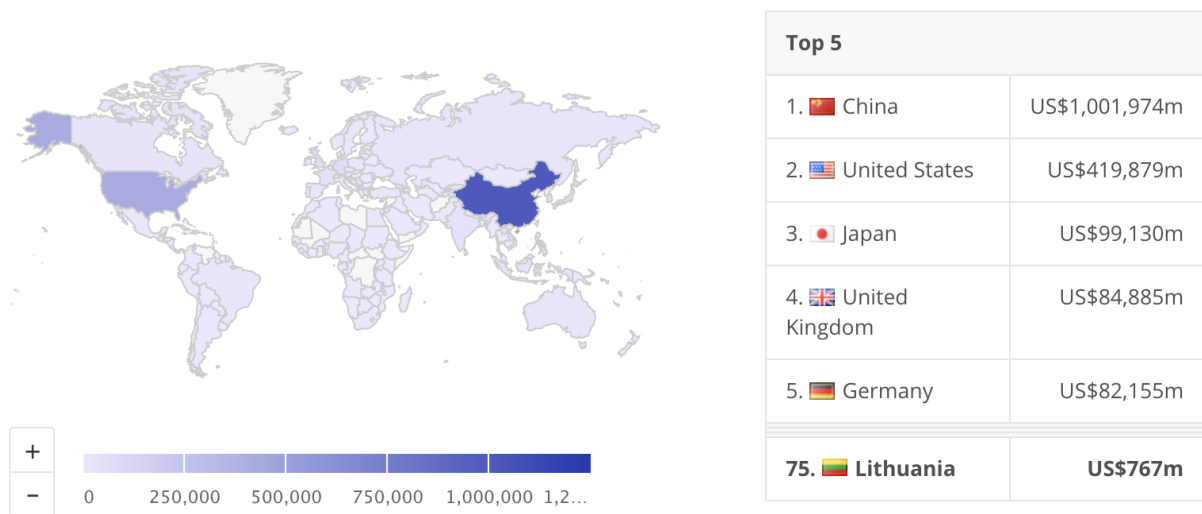 Top 5
1. China US$1,001,974m
2. United States US$419,879m
3. Japan US$99,130m
4. United US$84,885m
Kingdom
5. Germany US$82,155m
75. Lithuania US$767m
+
−
0 250,000 500,000 750,000 1,000,000 1,2...